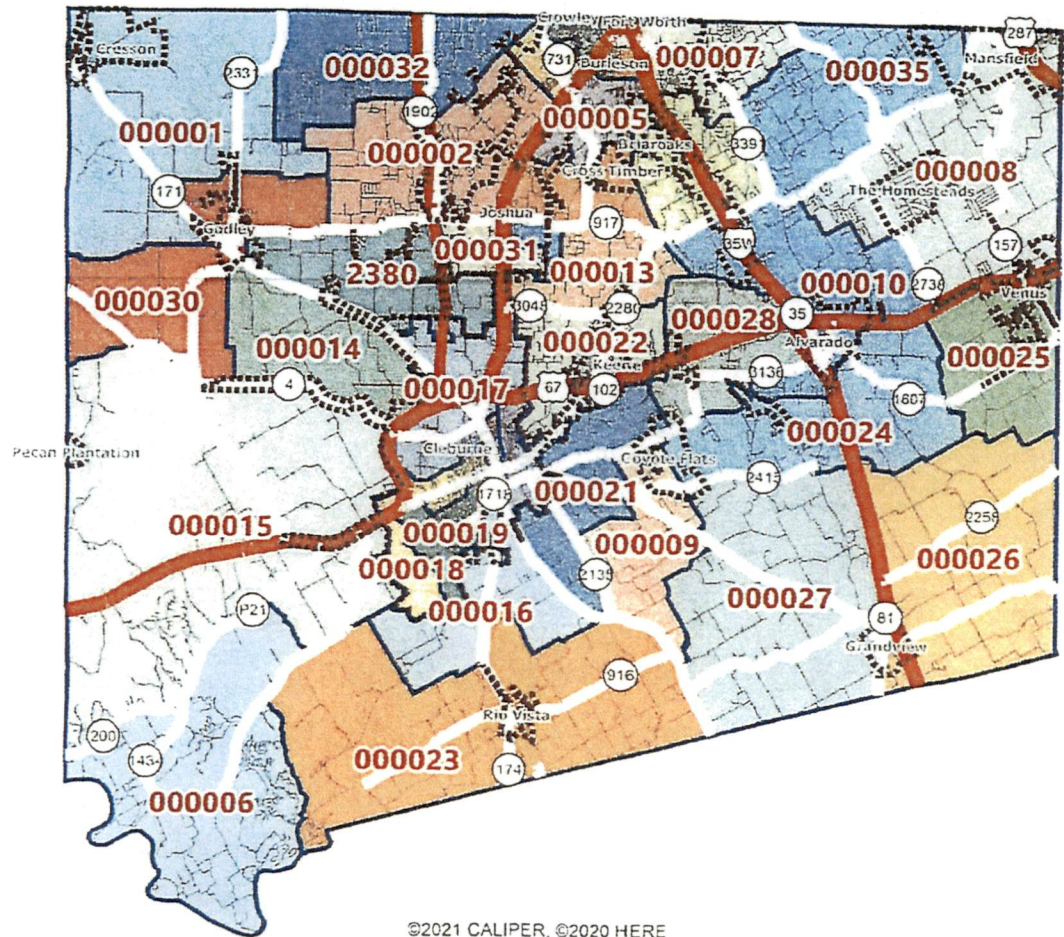 Crowley
Fort Worth
287
Cresson
2331
000032
731
Burleson
000007
000035
Mansfield
000001
1902
000002
000005
Briaroaks
3391
Cross Timber
000008
The Homesteads
171
Godley
Joshua
917
35W
157
000031
2380
000013
000010
2738
Venus
000030
3048
2280
35
000014
000022
000028
Alvarado
000025
Keene
3136
4
000017
67
102
1807
000024
Pecan Plantation
Cleburne
Coyote Flats
2415
000015
1718
000021
2258
000019
000009
000026
000018
2135
P21
000016
000027
81
Grandview
916
Rio Vista
200
1434
000023
174
000006
©2021 CALIPER, ©2020 HERE